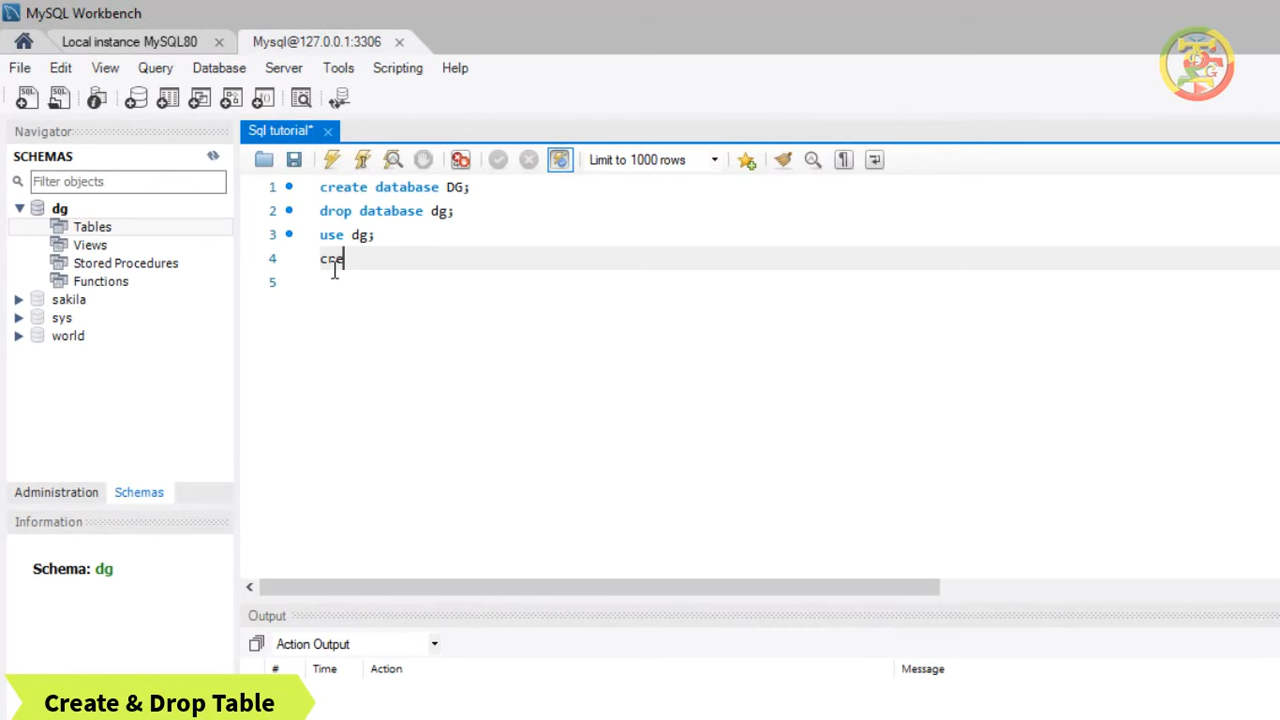 MySQL Workbench
Local instance MySQL80
Mysql@127.0.0.1:3306
File Edit View Query Database Server Tools Scripting Help
Navigator
SCHEMAS
Filter objects
dg
Tables
Views
Stored Procedures
Functions
sakila
sys
world
Administration Schemas
Information
Schema: dg
Sql tutorial*
Limit to 1000 rows
1 create database DG;
2 drop database dg;
3 use dg;
4 cre
5
Output
Action Output
# Time Action Message
Create & Drop Table